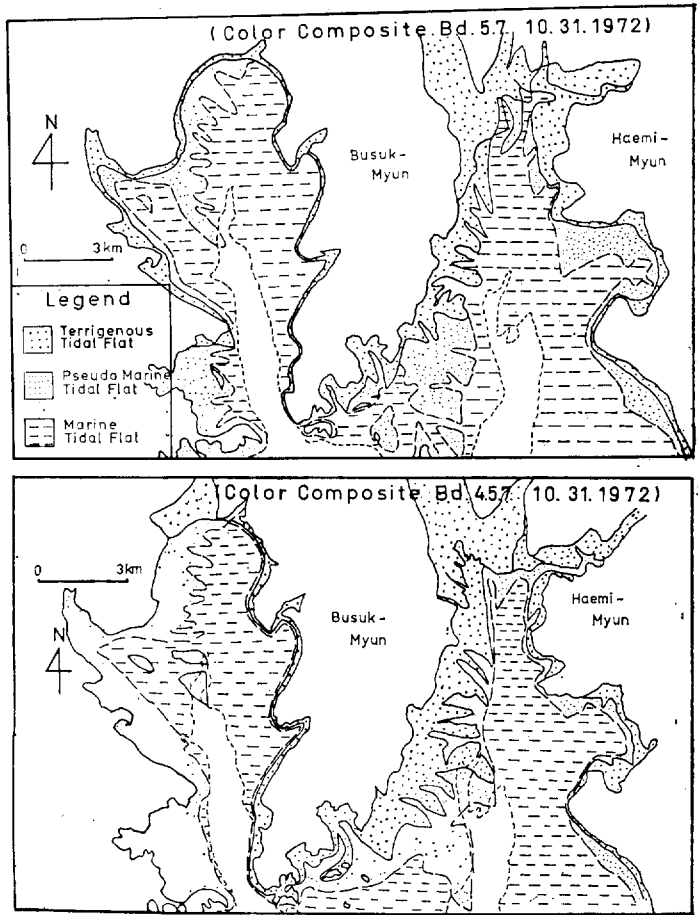 (Color Composite Bd. 5.7. 10.31.1972)
N
Busuk-
Myun
Haemi-
Myun
0 3km
Legend
Terrigenous
Tidal Flat
Pseudo Marine
Tidal Flat
Marine
Tidal Flat
(Color Composite Bd. 4.5.7. 10.31.1972)
0 3km
N
Busuk-
Myun
Haemi-
Myun